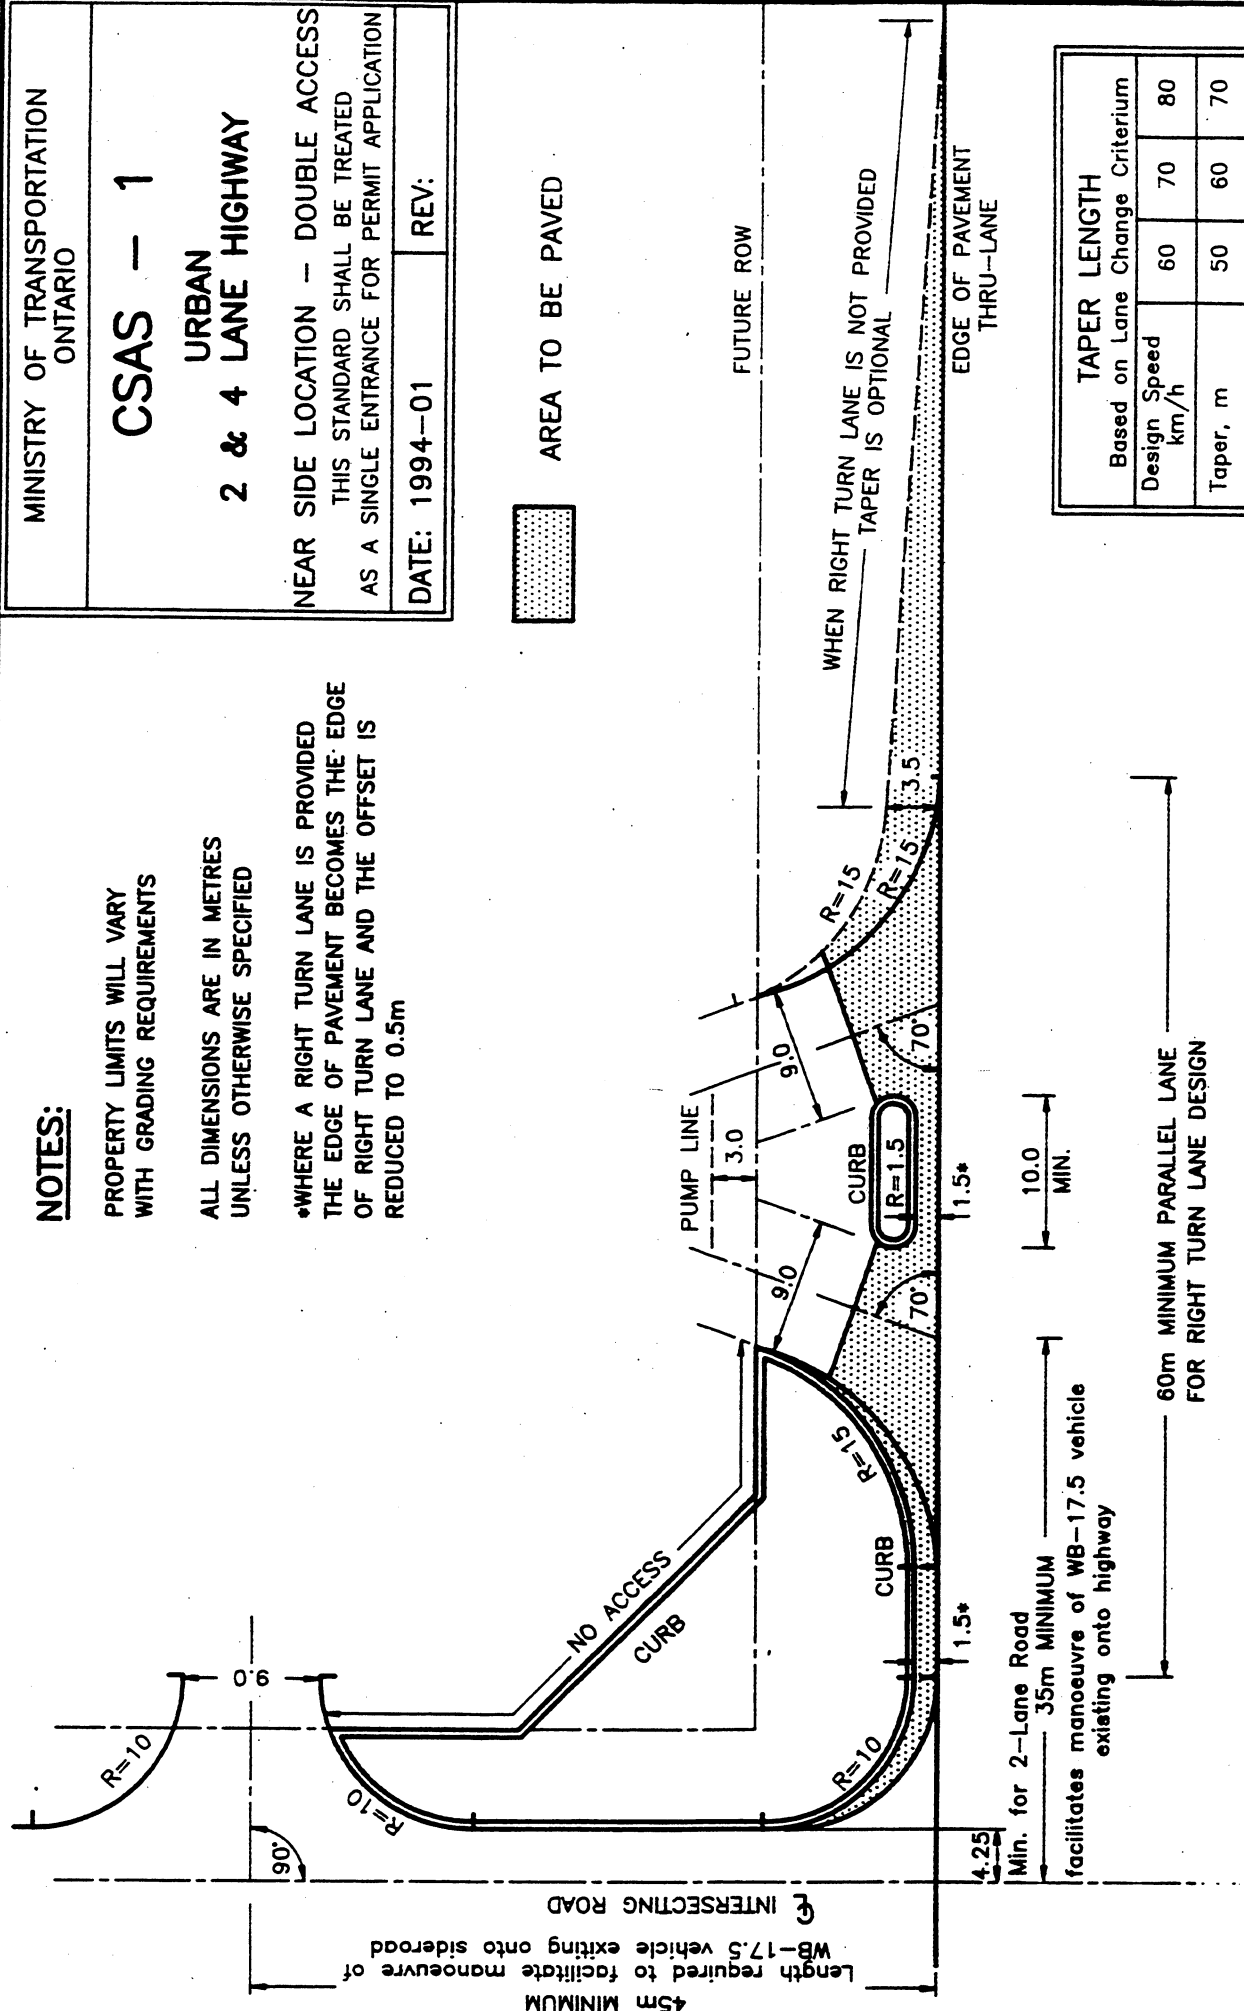 MINISTRY OF TRANSPORTATION
ONTARIO
CSAS – 1
URBAN
2 & 4 LANE HIGHWAY
NEAR SIDE LOCATION – DOUBLE ACCESS
THIS STANDARD SHALL BE TREATED
AS A SINGLE ENTRANCE FOR PERMIT APPLICATION
DATE: 1994–01
REV:
NOTES:
PROPERTY LIMITS WILL VARY
WITH GRADING REQUIREMENTS
ALL DIMENSIONS ARE IN METRES
UNLESS OTHERWISE SPECIFIED
*WHERE A RIGHT TURN LANE IS PROVIDED
THE EDGE OF PAVEMENT BECOMES THE EDGE
OF RIGHT TURN LANE AND THE OFFSET IS
REDUCED TO 0.5m
AREA TO BE PAVED
R=10
9.0
90°
R=10
NO ACCESS
CURB
PUMP LINE
3.0
FUTURE ROW
9.0
9.0
R=15
R=15
3.5
WHEN RIGHT TURN LANE IS NOT PROVIDED
TAPER IS OPTIONAL
R=10
R=15
CURB
CURB
R=1.5
70°
70°
1.5*
1.5*
EDGE OF PAVEMENT
THRU–LANE
4.25
10.0
MIN.
Min. for 2–Lane Road
35m MINIMUM
facilitates manoeuvre of WB–17.5 vehicle
existing onto highway
60m MINIMUM PARALLEL LANE
FOR RIGHT TURN LANE DESIGN
℄ INTERSECTING ROAD
45m MINIMUM
Length required to facilitate manoeuvre of
WB–17.5 vehicle exiting onto sideroad
TAPER LENGTH
Based on Lane Change Criterium
Design Speed
km/h
60
70
80
Taper, m
50
60
70